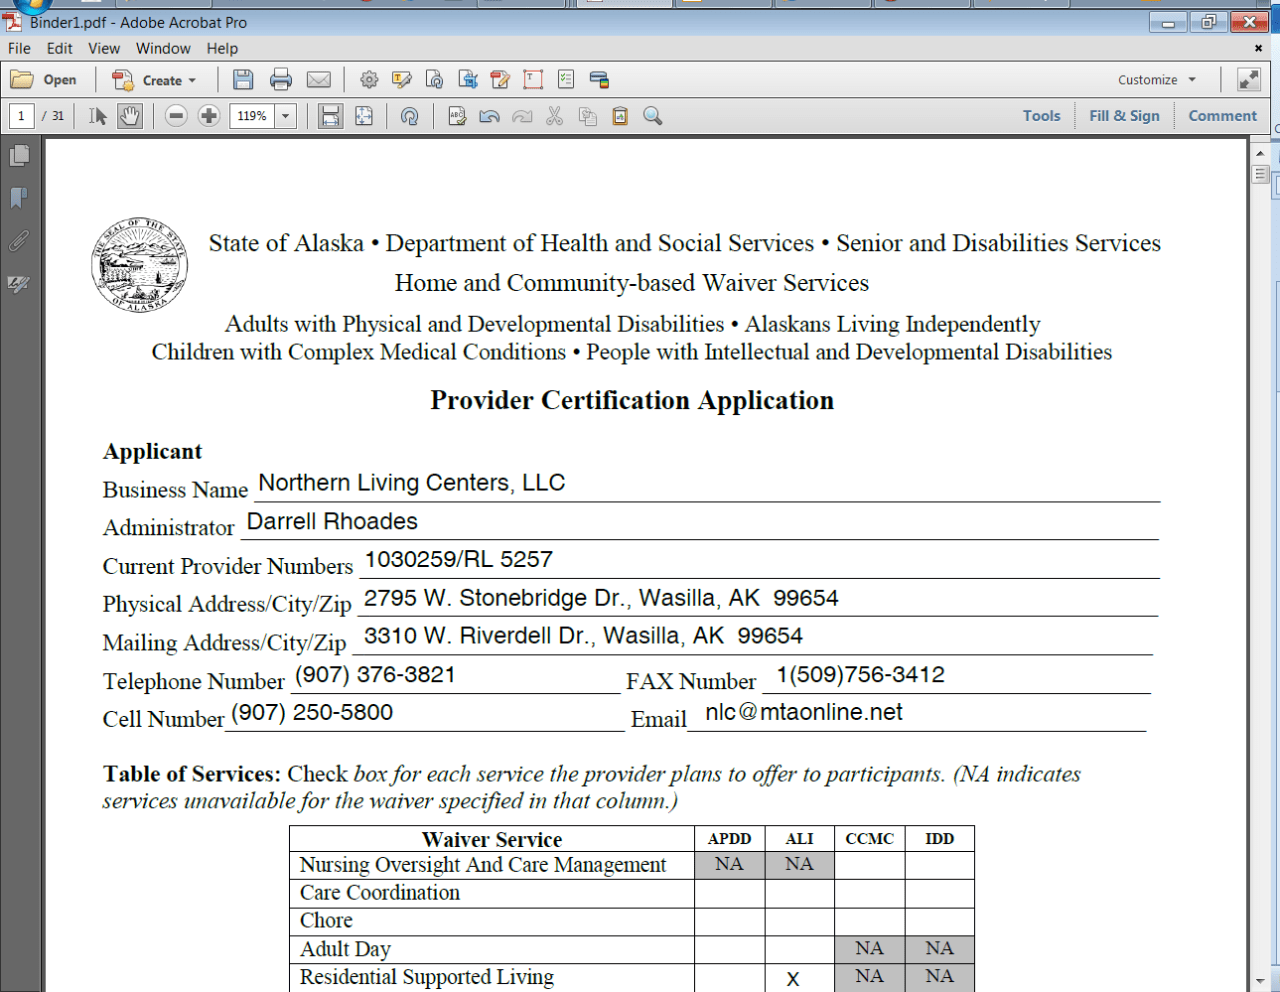 Binder1.pdf - Adobe Acrobat Pro
File Edit View Window Help
Open Create Customize
1 / 31 119% Tools Fill & Sign Comment
THE SEAL OF THE STATE OF ALASKA
State of Alaska • Department of Health and Social Services • Senior and Disabilities Services
Home and Community-based Waiver Services
Adults with Physical and Developmental Disabilities • Alaskans Living Independently
Children with Complex Medical Conditions • People with Intellectual and Developmental Disabilities
Provider Certification Application
Applicant
Business Name Northern Living Centers, LLC
Administrator Darrell Rhoades
Current Provider Numbers 1030259/RL 5257
Physical Address/City/Zip 2795 W. Stonebridge Dr., Wasilla, AK 99654
Mailing Address/City/Zip 3310 W. Riverdell Dr., Wasilla, AK 99654
Telephone Number (907) 376-3821 FAX Number 1(509)756-3412
Cell Number (907) 250-5800 Email nlc@mtaonline.net
Table of Services: Check box for each service the provider plans to offer to participants. (NA indicates
services unavailable for the waiver specified in that column.)
Waiver Service APDD ALI CCMC IDD
Nursing Oversight And Care Management NA NA
Care Coordination
Chore
Adult Day NA NA
Residential Supported Living X NA NA